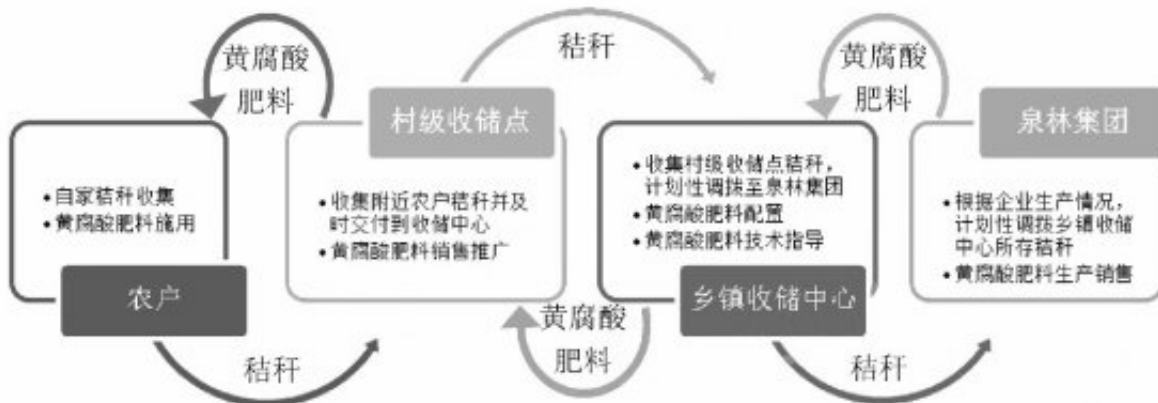 黄腐酸
肥料
秸秆
黄腐酸
肥料
村级收储点
泉林集团
• 自家秸秆收集
• 黄腐酸肥料施用
农户
• 收集附近农户秸秆并及
时交付到收储中心
• 黄腐酸肥料销售推广
• 收集村级收储点秸秆，
计划性调拨至泉林集团
• 黄腐酸肥料配置
• 黄腐酸肥料技术指导
乡镇收储中心
• 根据企业生产情况，
计划性调拨乡镇收储
中心所存秸秆
• 黄腐酸肥料生产销售
秸秆
黄腐酸
肥料
秸秆